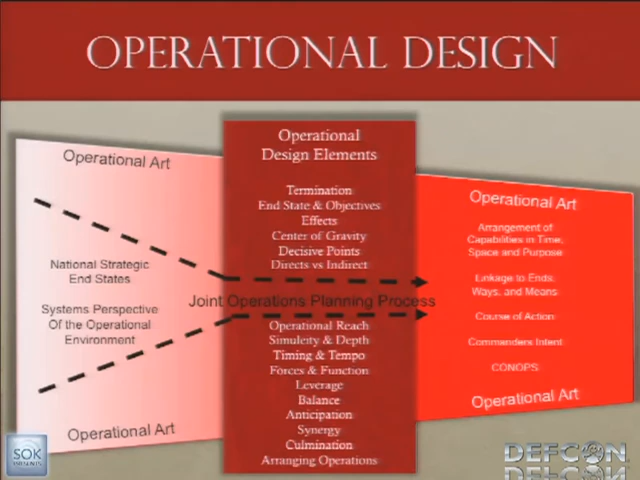 OPERATIONAL DESIGN
Operational Art
National Strategic
End States
Systems Perspective
Of the Operational
Environment
Operational Art
Operational
Design Elements
Termination
End State & Objectives
Effects
Center of Gravity
Decisive Points
Directs vs Indirect
Joint Operations Planning Process
Operational Reach
Simuleity & Depth
Timing & Tempo
Forces & Function
Leverage
Balance
Anticipation
Synergy
Culmination
Arranging Operations
Operational Art
Arrangement of
Capabilities in Time,
Space and Purpose
Linkage to Ends,
Ways, and Means
Course of Action
Commanders Intent
CONOPS
Operational Art
SOK
DEFCON